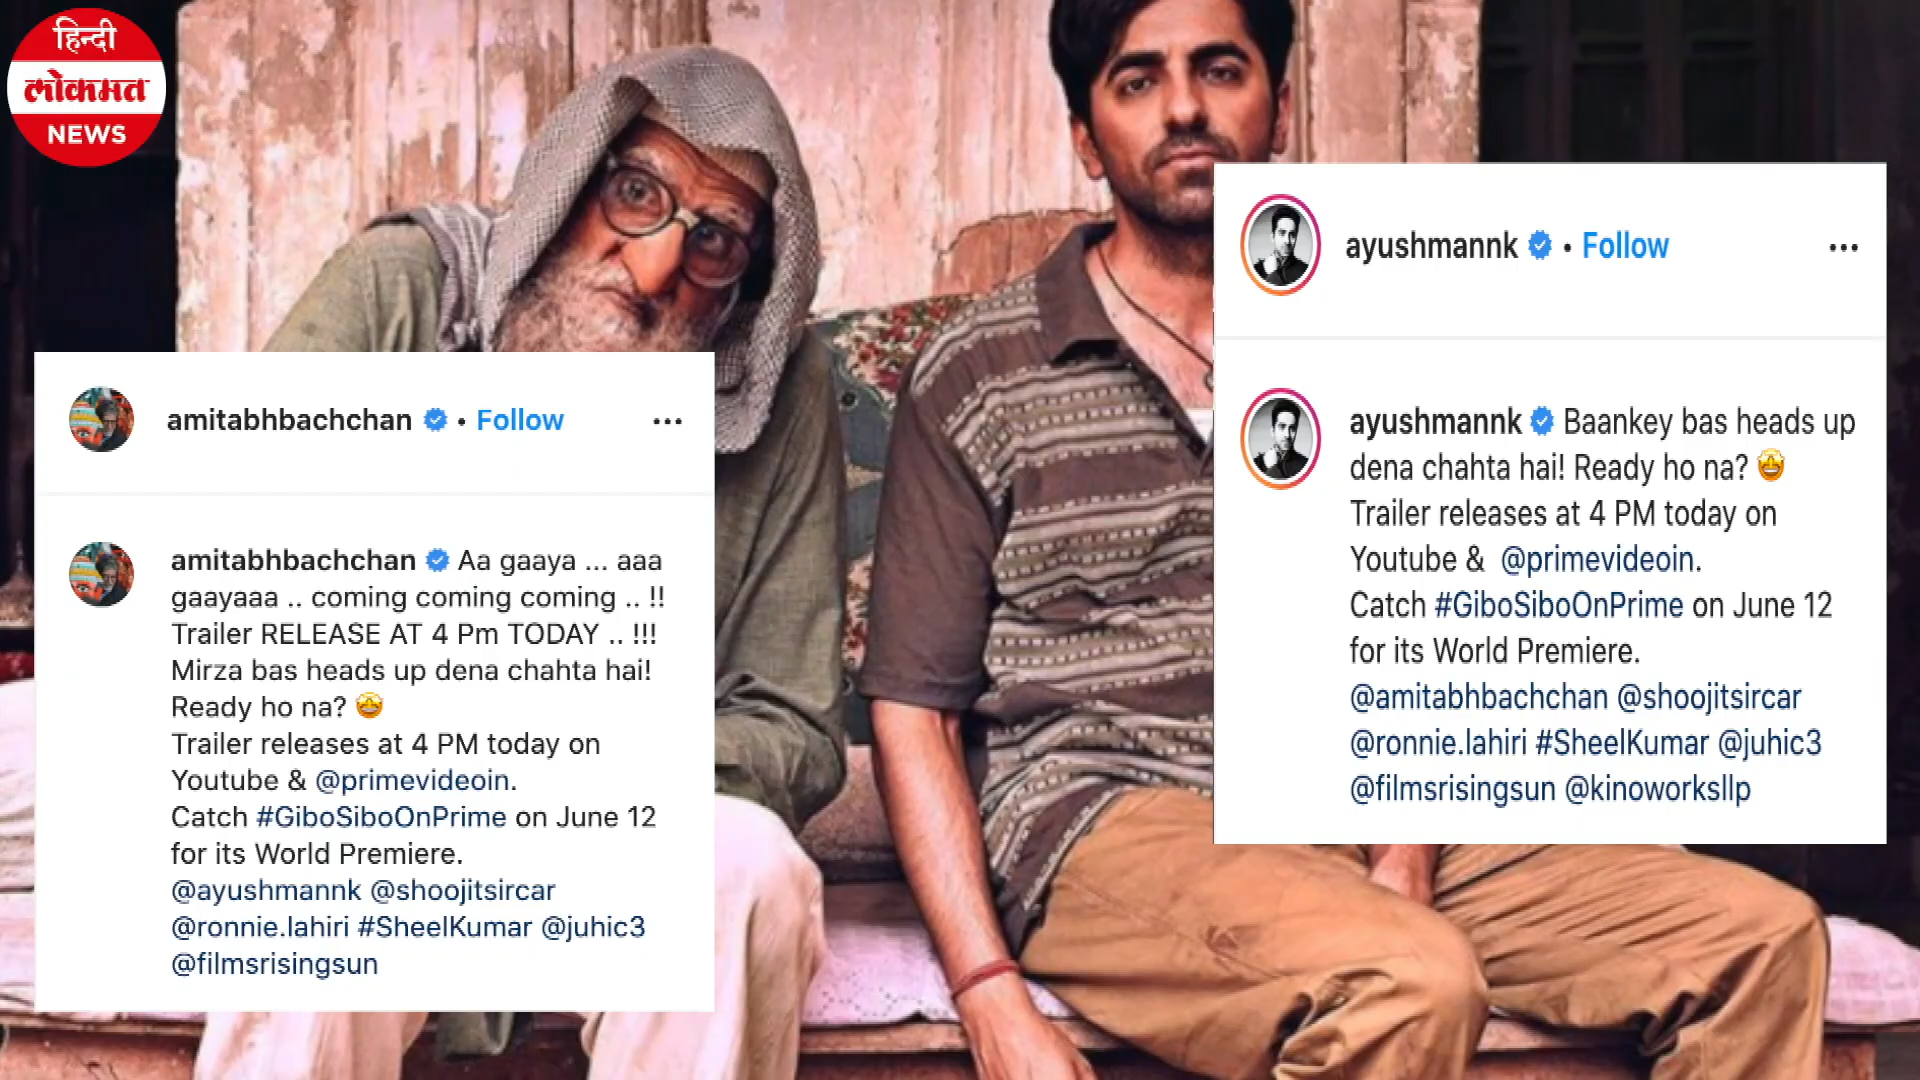 हिन्दी
लोकमत
NEWS
amitabhbachchan • Follow ...
amitabhbachchan Aa gaaya ... aaa
gaayaaa .. coming coming coming .. !!
Trailer RELEASE AT 4 Pm TODAY .. !!!
Mirza bas heads up dena chahta hai!
Ready ho na? 🤩
Trailer releases at 4 PM today on
Youtube & @primevideoin.
Catch #GiboSiboOnPrime on June 12
for its World Premiere.
@ayushmannk @shoojitsircar
@ronnie.lahiri #SheelKumar @juhic3
@filmsrisingsun
ayushmannk • Follow ...
ayushmannk Baankey bas heads up
dena chahta hai! Ready ho na? 🤩
Trailer releases at 4 PM today on
Youtube & @primevideoin.
Catch #GiboSiboOnPrime on June 12
for its World Premiere.
@amitabhbachchan @shoojitsircar
@ronnie.lahiri #SheelKumar @juhic3
@filmsrisingsun @kinoworksllp